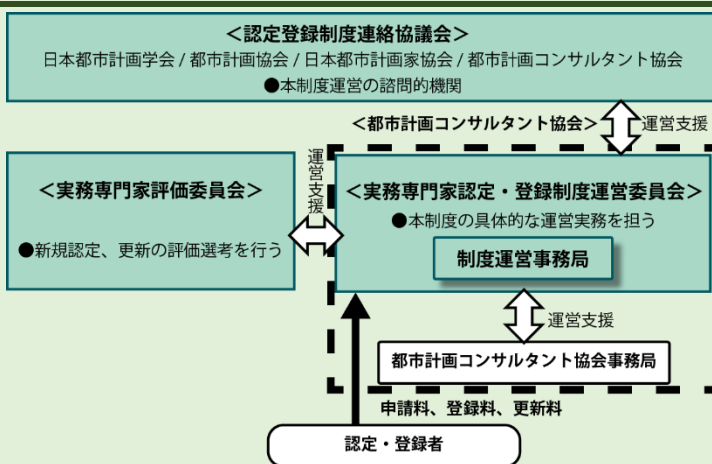 ＜認定登録制度連絡協議会＞
日本都市計画学会 / 都市計画協会 / 日本都市計画家協会 / 都市計画コンサルタント協会
●本制度運営の諮問的機関
＜都市計画コンサルタント協会＞
運営支援
運営支援
＜実務専門家評価委員会＞
●新規認定、更新の評価選考を行う
＜実務専門家認定・登録制度運営委員会＞
●本制度の具体的な運営実務を担う
制度運営事務局
運営支援
都市計画コンサルタント協会事務局
申請料、登録料、更新料
認定・登録者